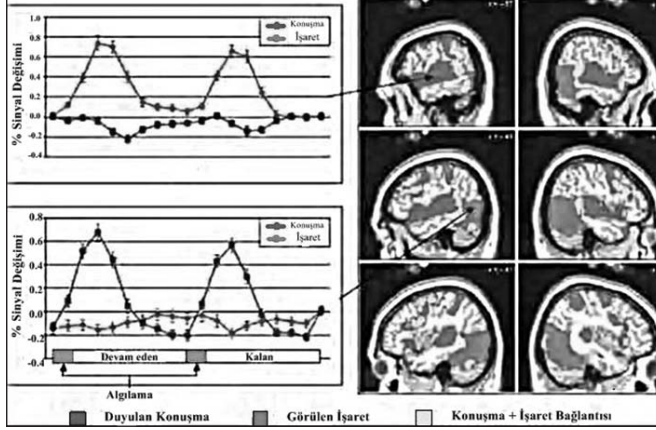 % Sinyal Değişimi
1.0
0.8
0.6
0.4
0.2
0.0
-0.2
-0.4
Konuşma
İşaret
% Sinyal Değişimi
0.8
0.6
0.4
0.2
0.0
-0.2
-0.4
Konuşma
İşaret
Devam eden
Kalan
Algılama
Duyulan Konuşma
Görülen İşaret
Konuşma + İşaret Bağlantısı